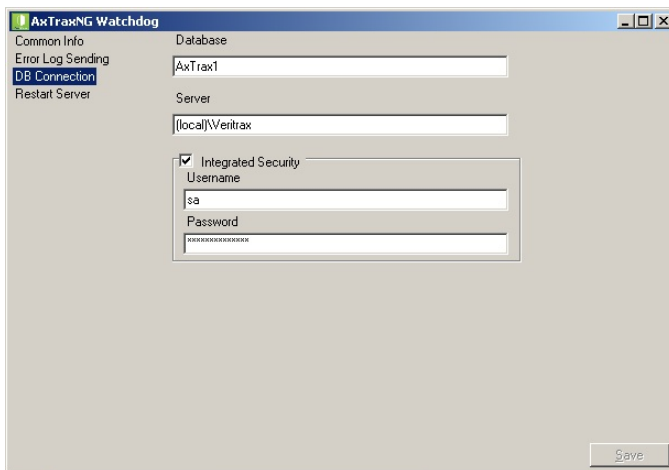 AxTraxNG Watchdog
Common Info
Error Log Sending
DB Connection
Restart Server
Database
AxTrax1
Server
(local)\Veritrax
Integrated Security
Username
sa
Password
**************
Save